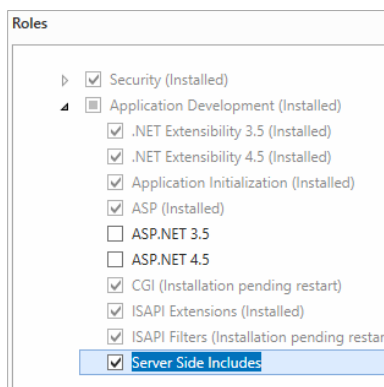 Roles
Security (Installed)
Application Development (Installed)
.NET Extensibility 3.5 (Installed)
.NET Extensibility 4.5 (Installed)
Application Initialization (Installed)
ASP (Installed)
ASP.NET 3.5
ASP.NET 4.5
CGI (Installation pending restart)
ISAPI Extensions (Installed)
ISAPI Filters (Installation pending restar
Server Side Includes